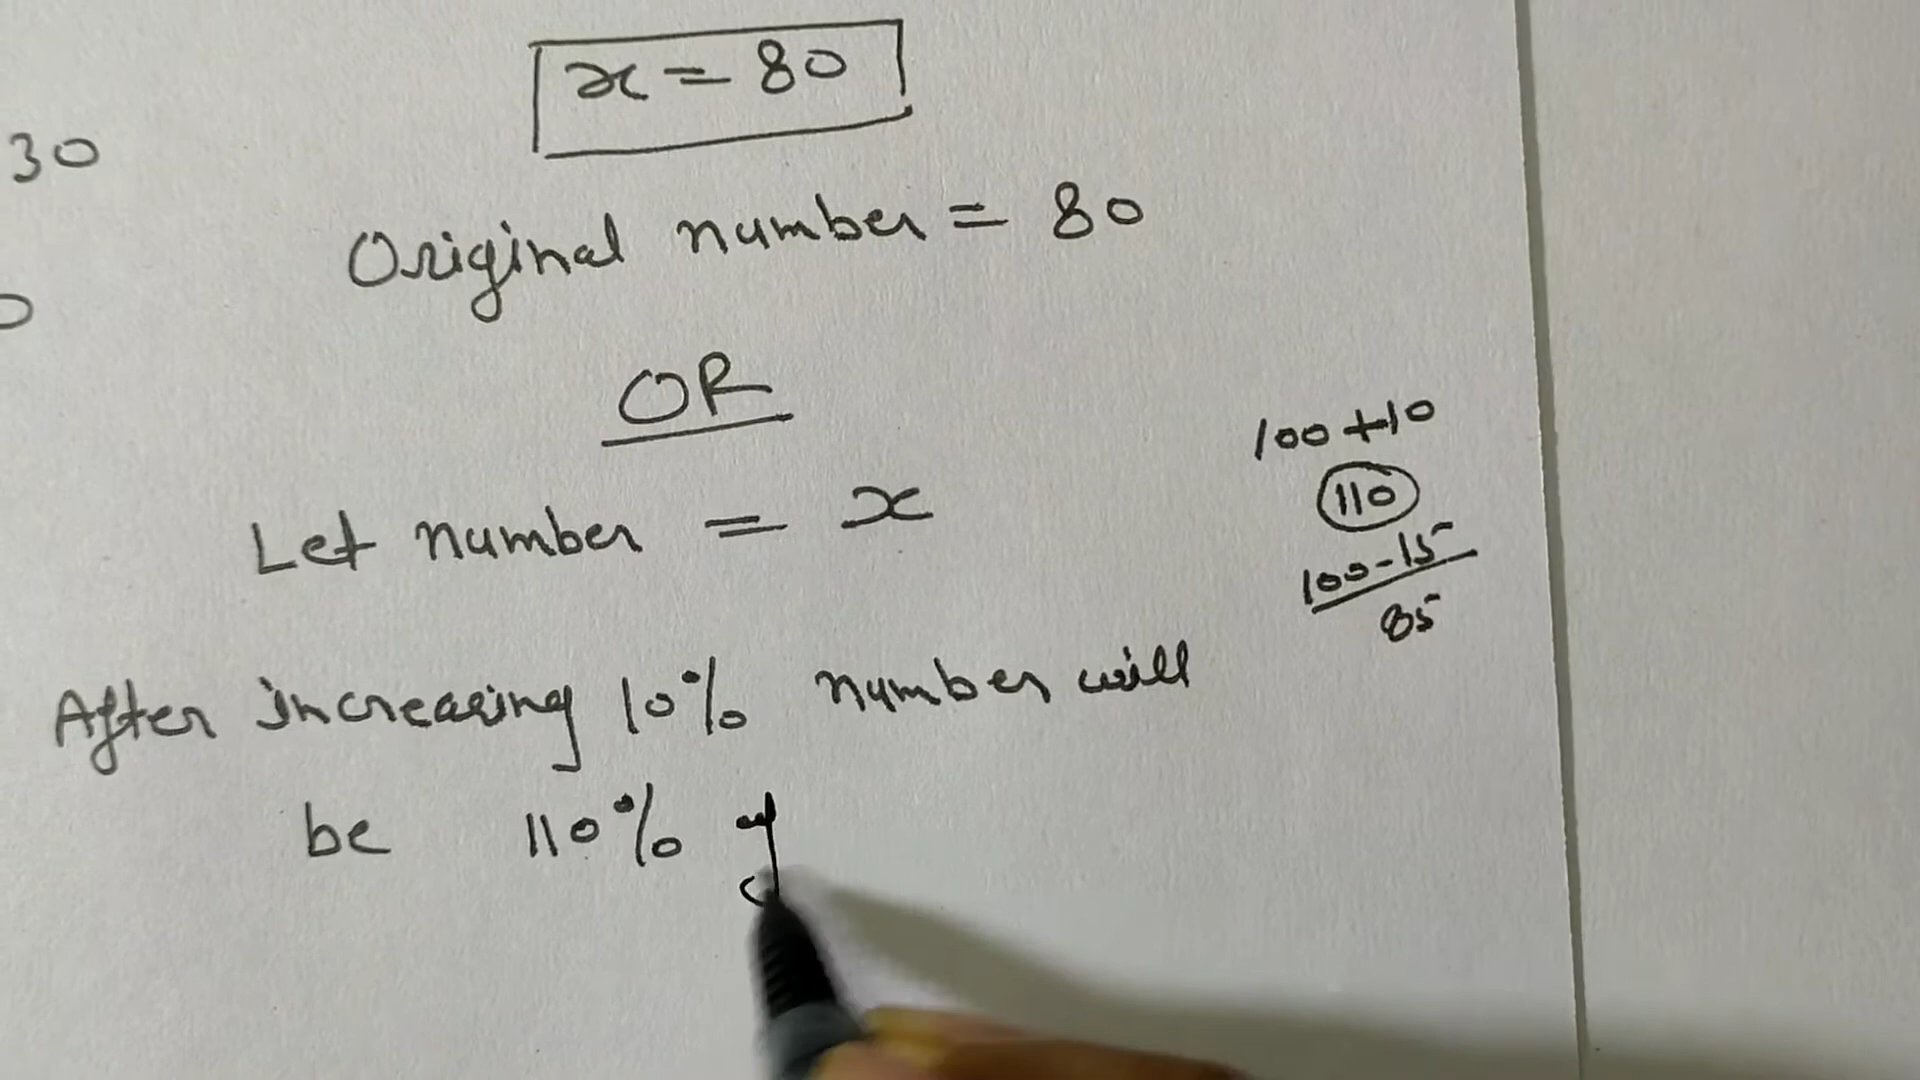 x = 80
30
Original number = 80
OR
Let number = x
100 + 10
110
100 - 15
85
After increasing 10% number will
be 110% of